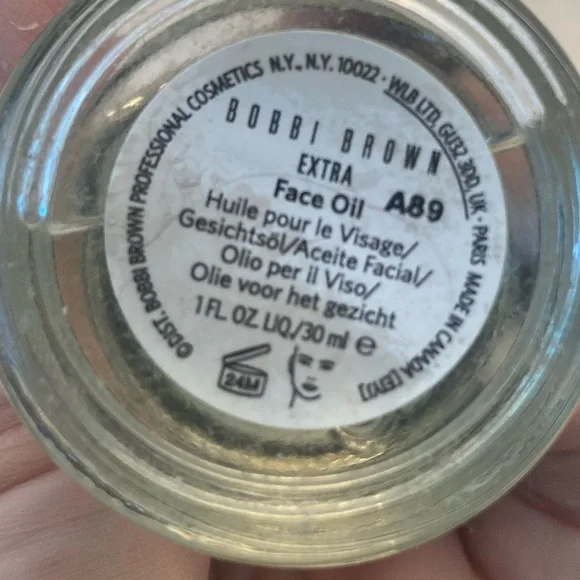 ©DIST. BOBBI BROWN PROFESSIONAL COSMETICS N.Y., N.Y. 10022 · WLB LTD, GU32 3DD, UK · PARIS MADE IN CANADA [EY]
BOBBI BROWN
EXTRA
Face Oil A89
Huile pour le Visage/
Gesichtsöl/Aceite Facial/
Olio per il Viso/
Olie voor het gezicht
1 FL. OZ. LIQ./30 ml e
24M